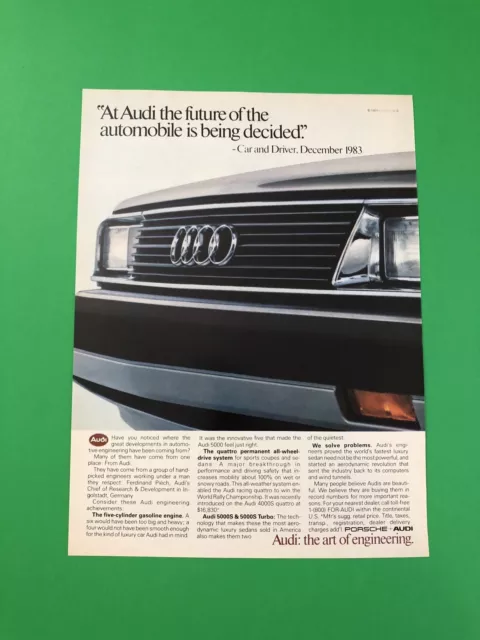 "At Audi the future of the
automobile is being decided."
- Car and Driver, December 1983
Audi Have you noticed where the
great developments in automo-
tive engineering have been coming from?
Many of them have come from one
place: From Audi.
They have come from a group of hand-
picked engineers working under a man
they respect: Ferdinand Piëch, Audi's
Chief of Research & Development in In-
golstadt, Germany
Consider these Audi engineering
achievements:
The five-cylinder gasoline engine. A
six would have been too big and heavy; a
four would not have been smooth enough
for the kind of luxury car Audi had in mind.
It was the innovative five that made the
Audi 5000 feel just right.
The quattro permanent all-wheel-
drive system for sports coupes and se-
dans. A major breakthrough in
performance and driving safety that in-
creases mobility about 100% on wet or
snowy roads. This all-weather system en-
abled the Audi racing quattro to win the
World Rally Championship. It was recently
introduced on the Audi 4000S quattro at
$16,830.*
Audi 5000S & 5000S Turbo: The tech-
nology that makes these the most aero-
dynamic luxury sedans sold in America
also makes them two
of the quietest.
We solve problems. Audi's engi-
neers proved the world's fastest luxury
sedan need not be the most powerful, and
started an aerodynamic revolution that
sent the industry back to its computers
and wind tunnels.
Many people believe Audis are beauti-
ful. We believe they are buying them in
record numbers for more important rea-
sons. For your nearest dealer, call toll-free
1-(800) FOR-AUDI within the continental
U.S. *Mfr's sugg. retail price. Title, taxes,
transp., registration, dealer delivery
charges add'l. PORSCHE+AUDI
Audi: the art of engineering.